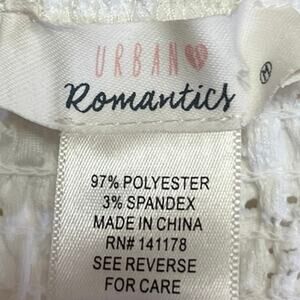 URBAN
Romantics
M
97% POLYESTER
3% SPANDEX
MADE IN CHINA
RN# 141178
SEE REVERSE
FOR CARE